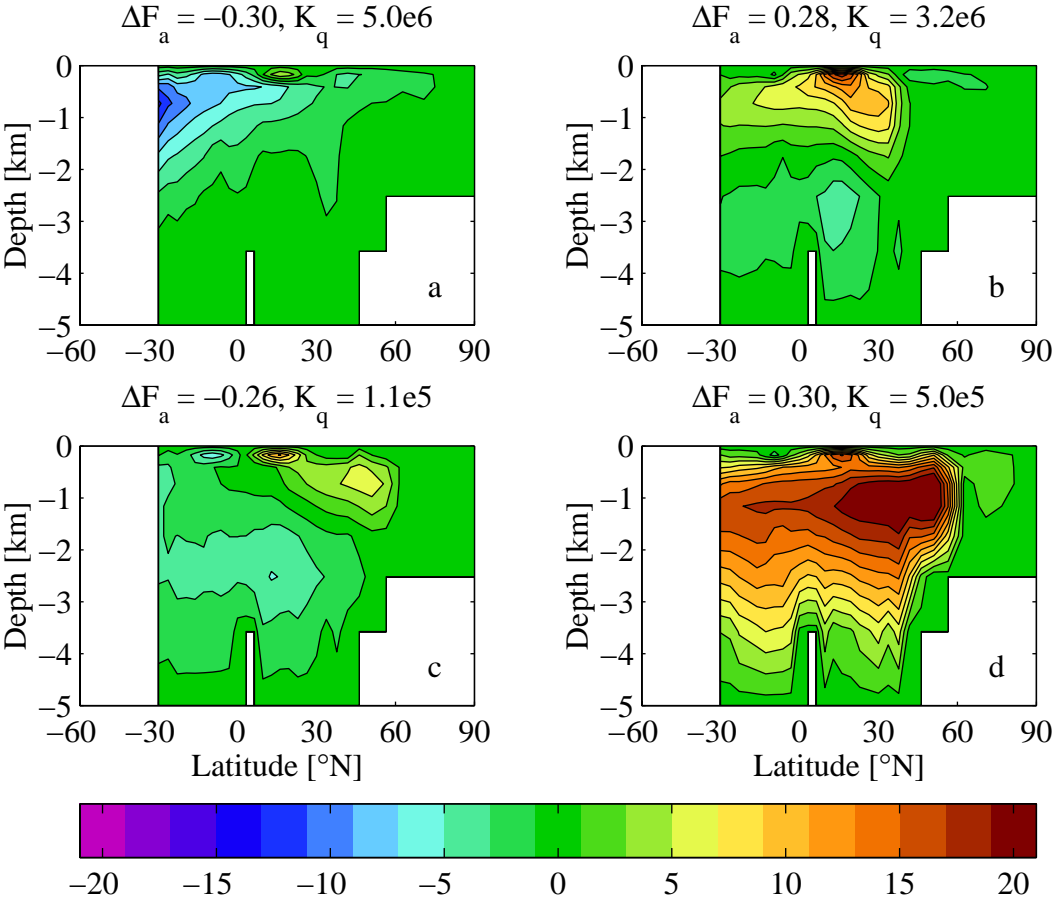 ΔFa = −0.30, Kq = 5.0e6
ΔFa = 0.28, Kq = 3.2e6
0
−1
−2
−3
−4
−5
Depth [km]
a
−60 −30 0 30 60 90
0
−1
−2
−3
−4
−5
Depth [km]
b
−60 −30 0 30 60 90
ΔFa = −0.26, Kq = 1.1e5
ΔFa = 0.30, Kq = 5.0e5
0
−1
−2
−3
−4
−5
Depth [km]
c
−60 −30 0 30 60 90
Latitude [°N]
0
−1
−2
−3
−4
−5
Depth [km]
d
−60 −30 0 30 60 90
Latitude [°N]
−20 −15 −10 −5 0 5 10 15 20